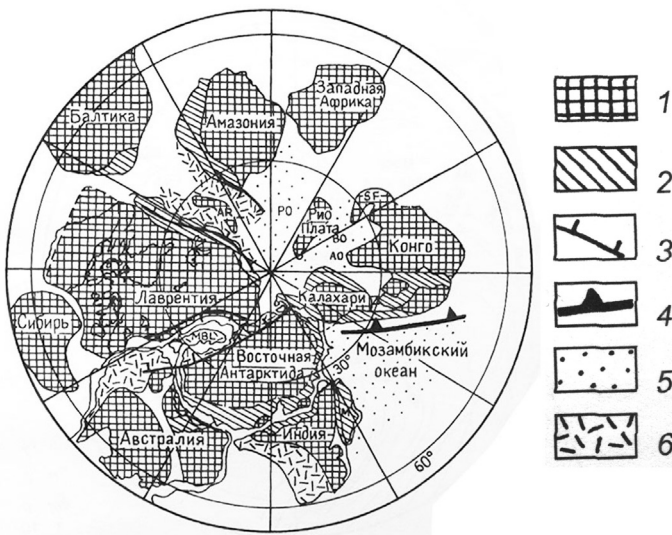 Балтика
Амазония
Западная
Африка
1
2
3
4
5
6
SF
AR
РО
Рио
Плата
ВО
АО
Конго
Лаврентия
Калахари
Сибирь
MBL
Восточная
Антарктида
30°
Мозамбикский
океан
Австралия
Индия
60°